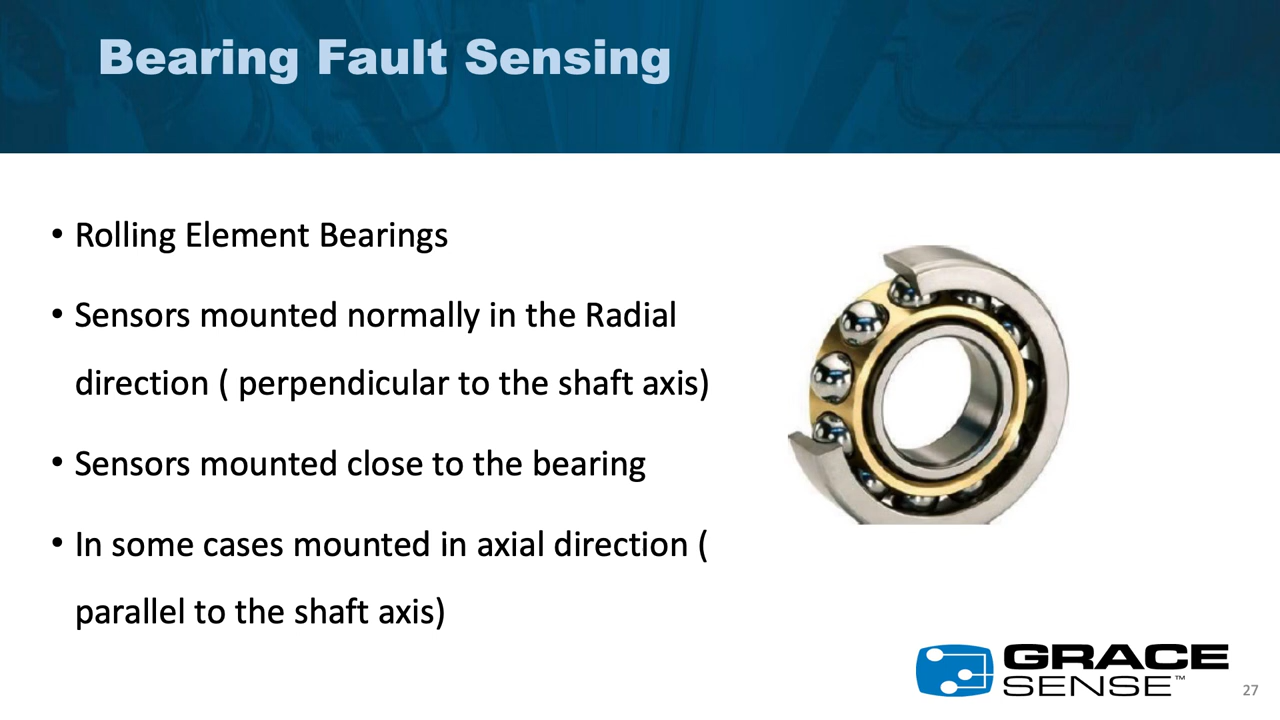 Bearing Fault Sensing
• Rolling Element Bearings
• Sensors mounted normally in the Radial
direction ( perpendicular to the shaft axis)
• Sensors mounted close to the bearing
• In some cases mounted in axial direction (
parallel to the shaft axis)
GRACE
SENSE™
27